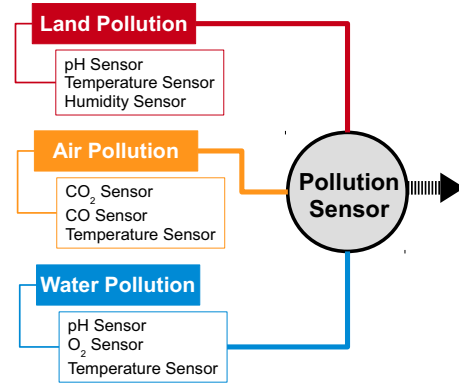 Land Pollution
pH Sensor
Temperature Sensor
Humidity Sensor
Air Pollution
CO₂ Sensor
CO Sensor
Temperature Sensor
Pollution
Sensor
Water Pollution
pH Sensor
O₂ Sensor
Temperature Sensor